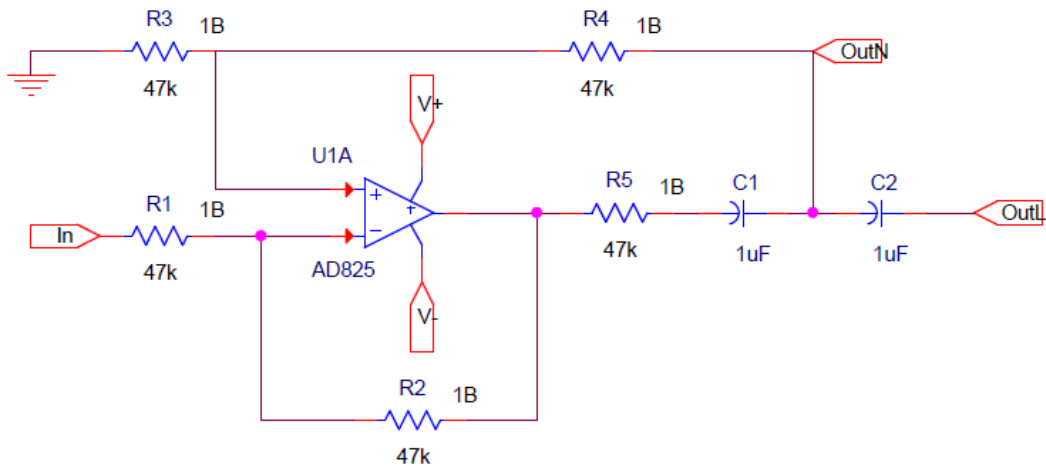 R3 1B
47k
R4 1B
47k
OutN
V+
U1A
+
+
−
AD825
V-
In
R1 1B
47k
R5 1B
47k
C1
1uF
C2
1uF
OutL
R2 1B
47k